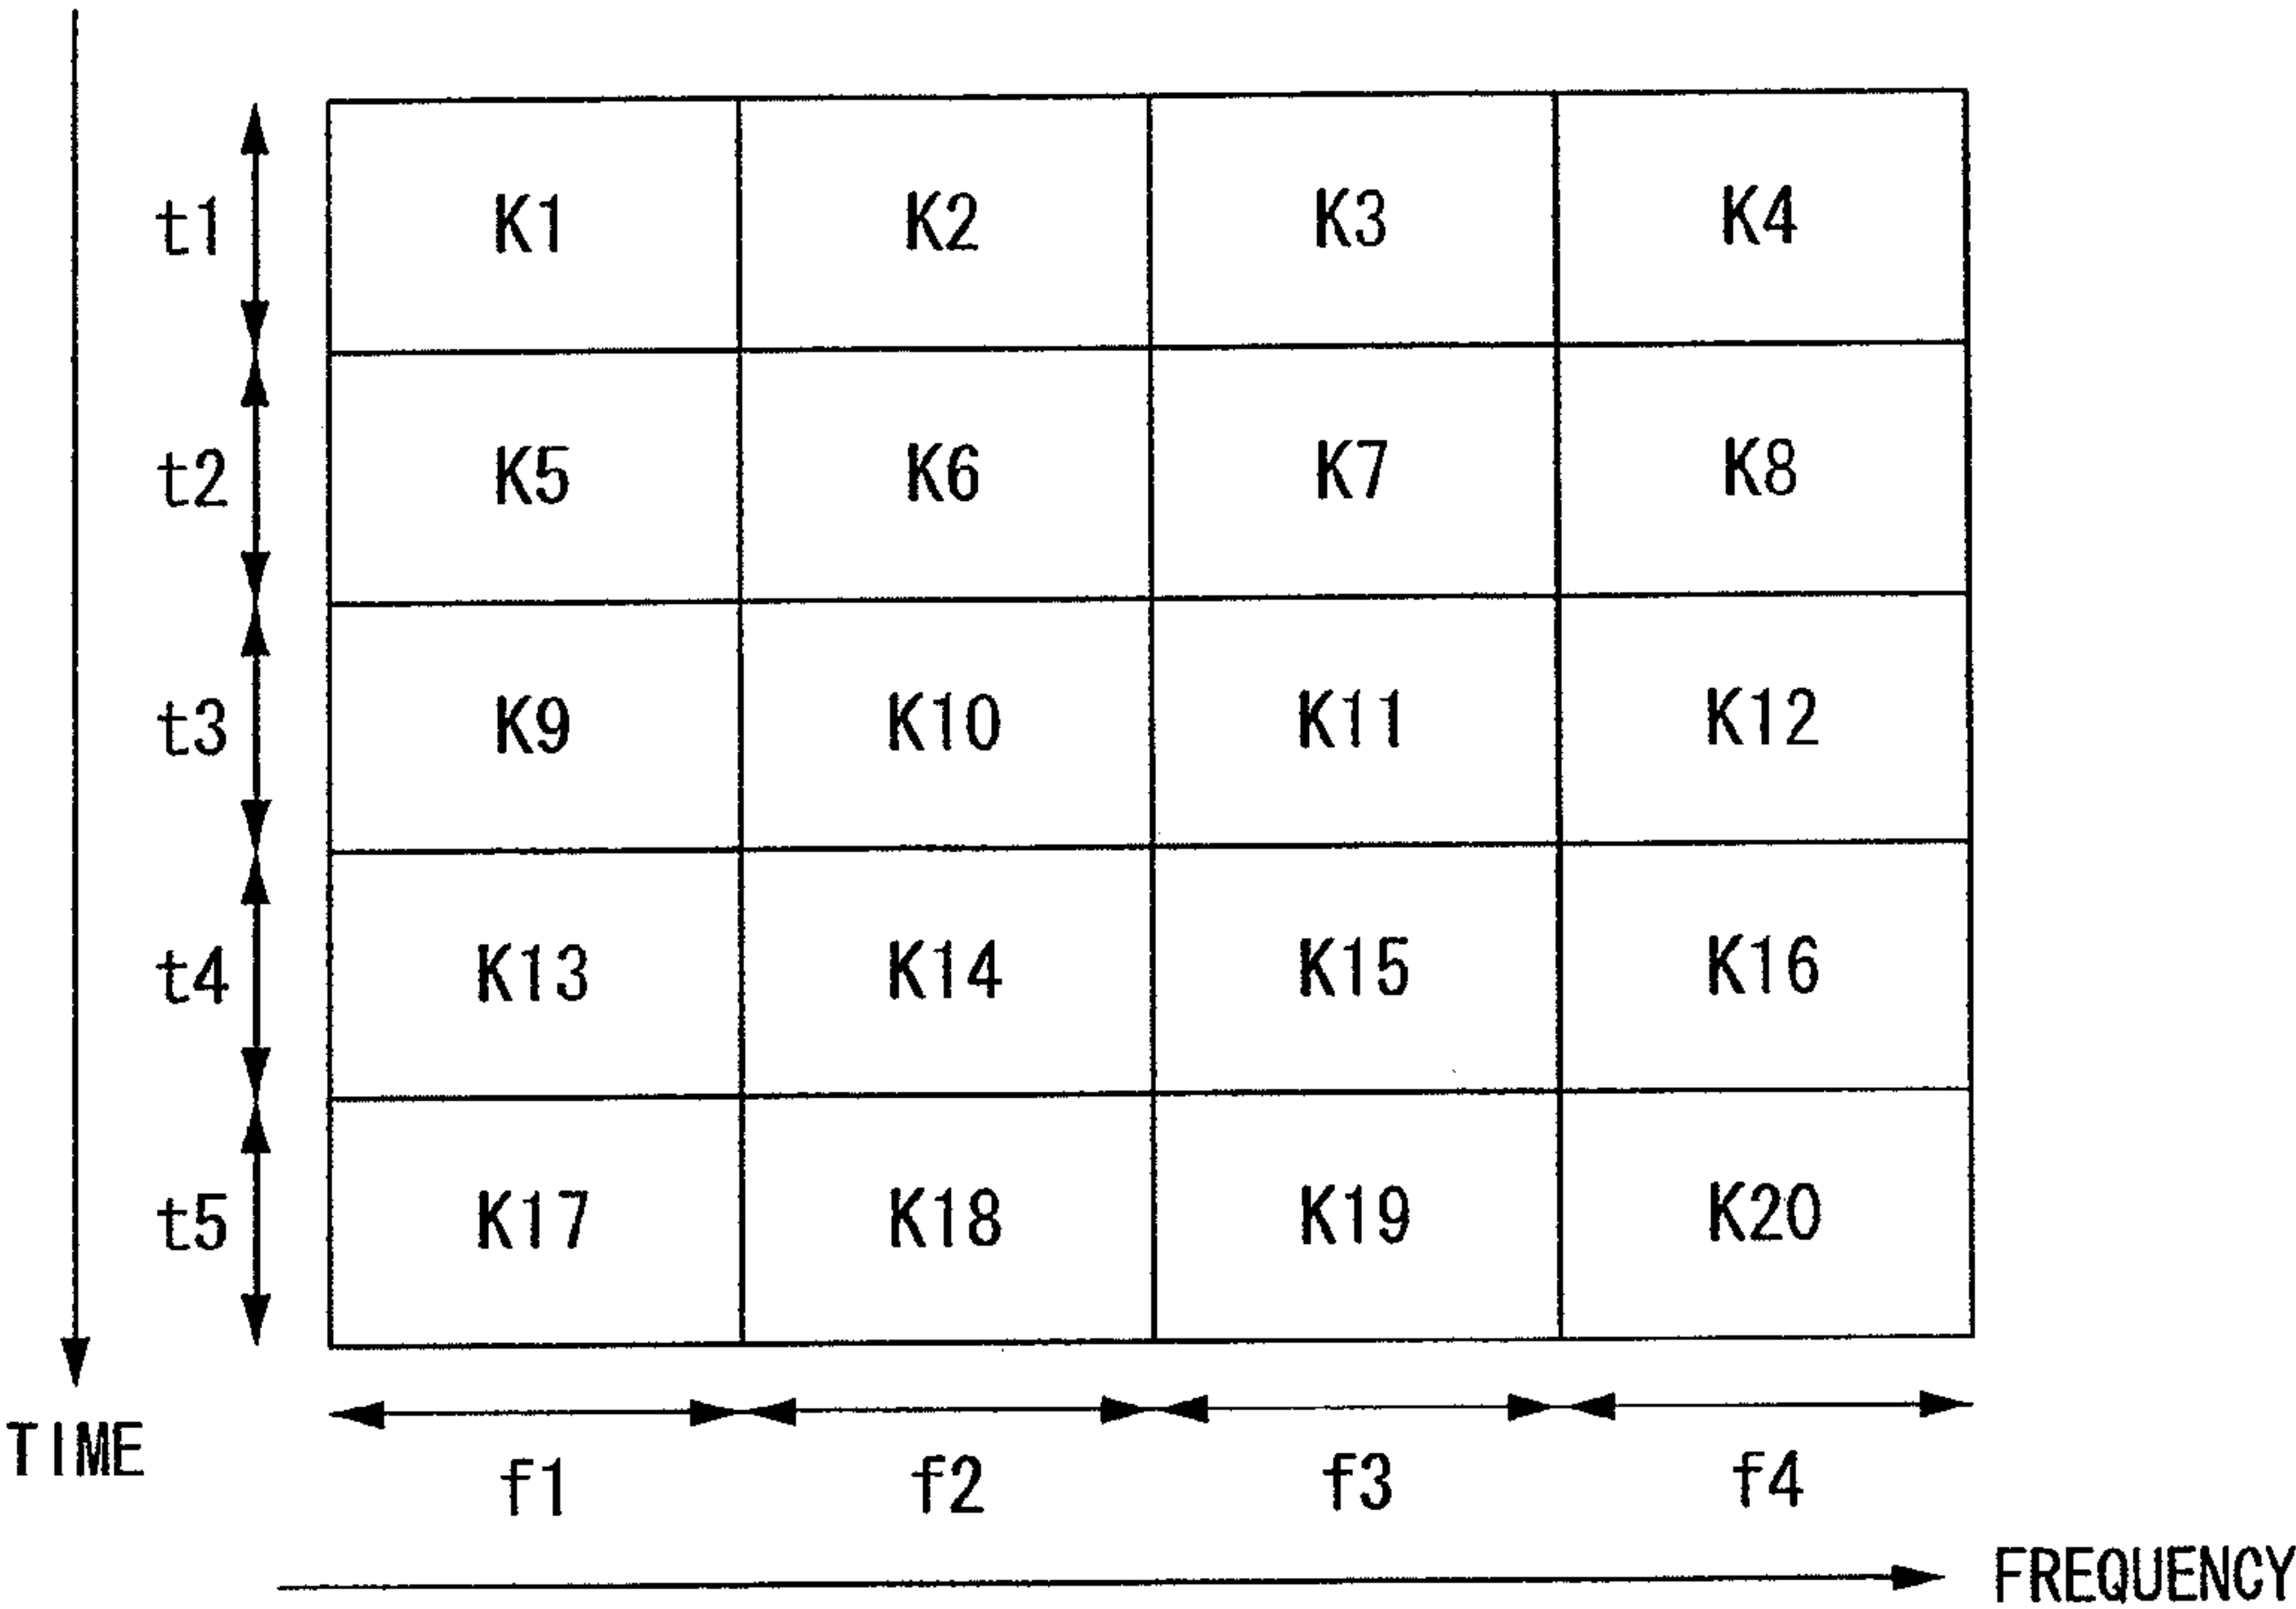 t1 K1 K2 K3 K4
t2 K5 K6 K7 K8
t3 K9 K10 K11 K12
t4 K13 K14 K15 K16
t5 K17 K18 K19 K20
TIME
f1 f2 f3 f4
FREQUENCY